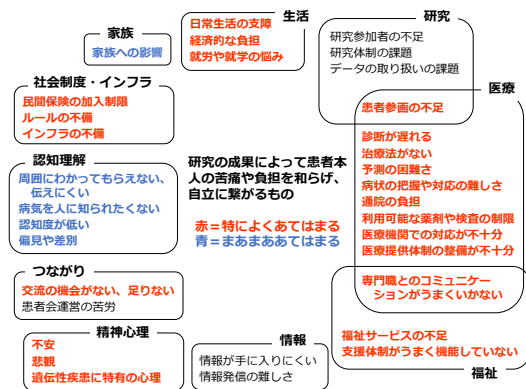 家族
家族への影響
生活
日常生活の支障
経済的な負担
就労や就学の悩み
研究
研究参加者の不足
研究体制の課題
データの取り扱いの課題
社会制度・インフラ
民間保険の加入制限
ルールの不備
インフラの不備
医療
患者参画の不足
診断が遅れる
治療法がない
予測の困難さ
病状の把握や対応の難しさ
通院の負担
利用可能な薬剤や検査の制限
医療機関での対応が不十分
医療提供体制の整備が不十分
認知理解
周囲にわかってもらえない、
伝えにくい
病気を人に知られたくない
認知度が低い
偏見や差別
研究の成果によって患者本
人の苦痛や負担を和らげ、
自立に繋がるもの
赤=特によくあてはまる
青=まあまああてはまる
つながり
交流の機会がない、足りない
患者会運営の苦労
専門職とのコミュニケー
ションがうまくいかない
精神心理
不安
悲観
遺伝性疾患に特有の心理
情報
情報が手に入りにくい
情報発信の難しさ
福祉サービスの不足
支援体制がうまく機能していない
福祉